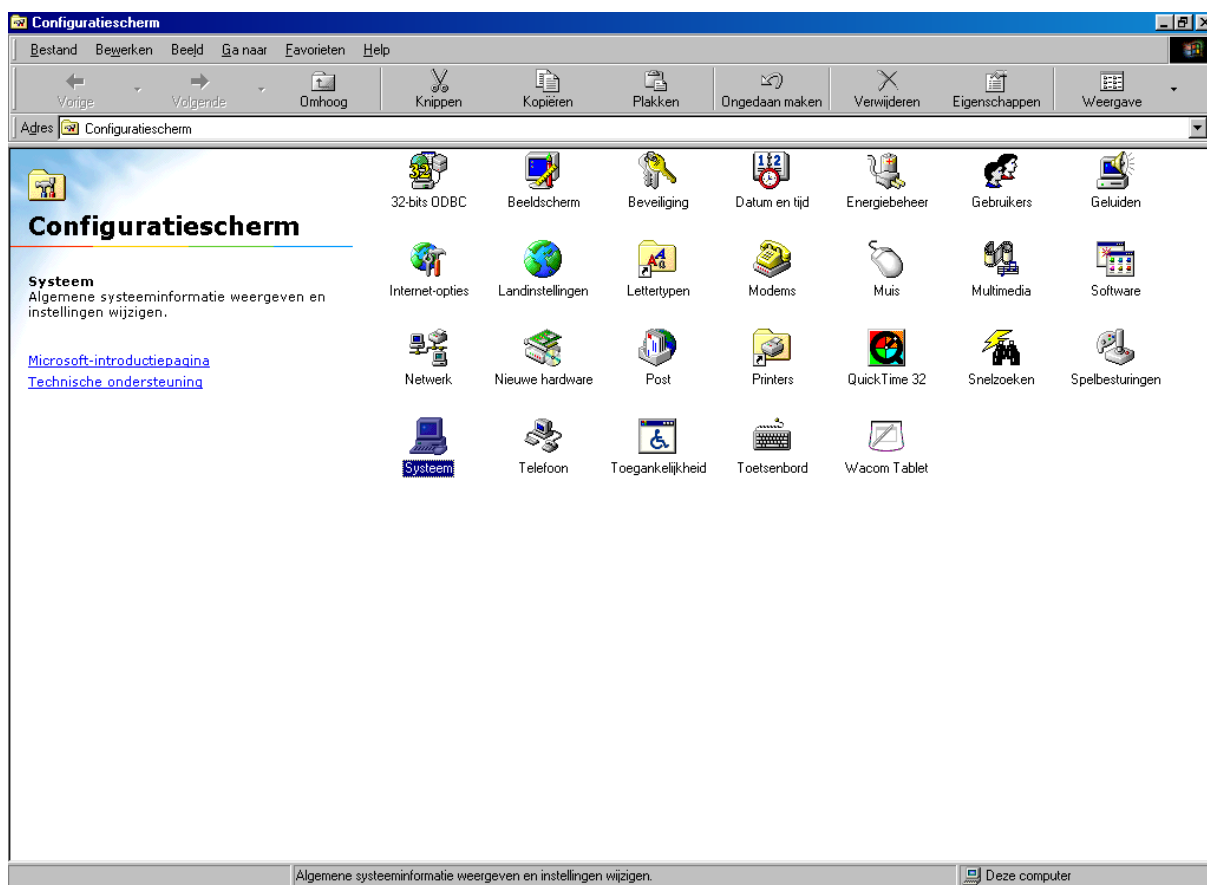 Configuratiescherm
Bestand Bewerken Beeld Ga naar Favorieten Help
Vorige Volgende Omhoog Knippen Kopiëren Plakken Ongedaan maken Verwijderen Eigenschappen Weergave
Adres Configuratiescherm
Configuratiescherm
Systeem
Algemene systeeminformatie weergeven en
instellingen wijzigen.
Microsoft-introductiepagina
Technische ondersteuning
32-bits ODBC Beeldscherm Beveiliging Datum en tijd Energiebeheer Gebruikers Geluiden
Internet-opties Landinstellingen Lettertypen Modems Muis Multimedia Software
Netwerk Nieuwe hardware Post Printers QuickTime 32 Snelzoeken Spelbesturingen
Systeem Telefoon Toegankelijkheid Toetsenbord Wacom Tablet
Algemene systeeminformatie weergeven en instellingen wijzigen. Deze computer